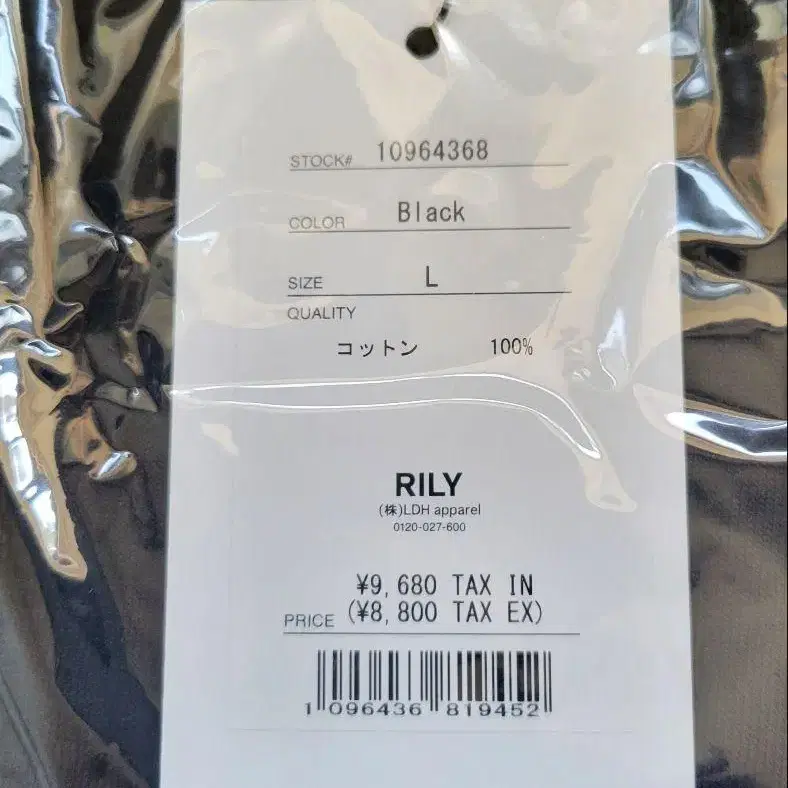 STOCK# 10964368
COLOR Black
SIZE L
QUALITY
コットン 100%
RILY
(株)LDH apparel
0120-027-600
¥9,680 TAX IN
PRICE (¥8,800 TAX EX)
1 096436 819452